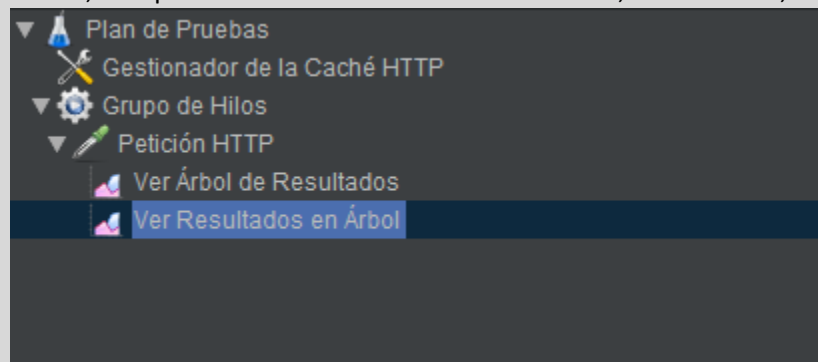 Plan de Pruebas
Gestionador de la Caché HTTP
Grupo de Hilos
Petición HTTP
Ver Árbol de Resultados
Ver Resultados en Árbol